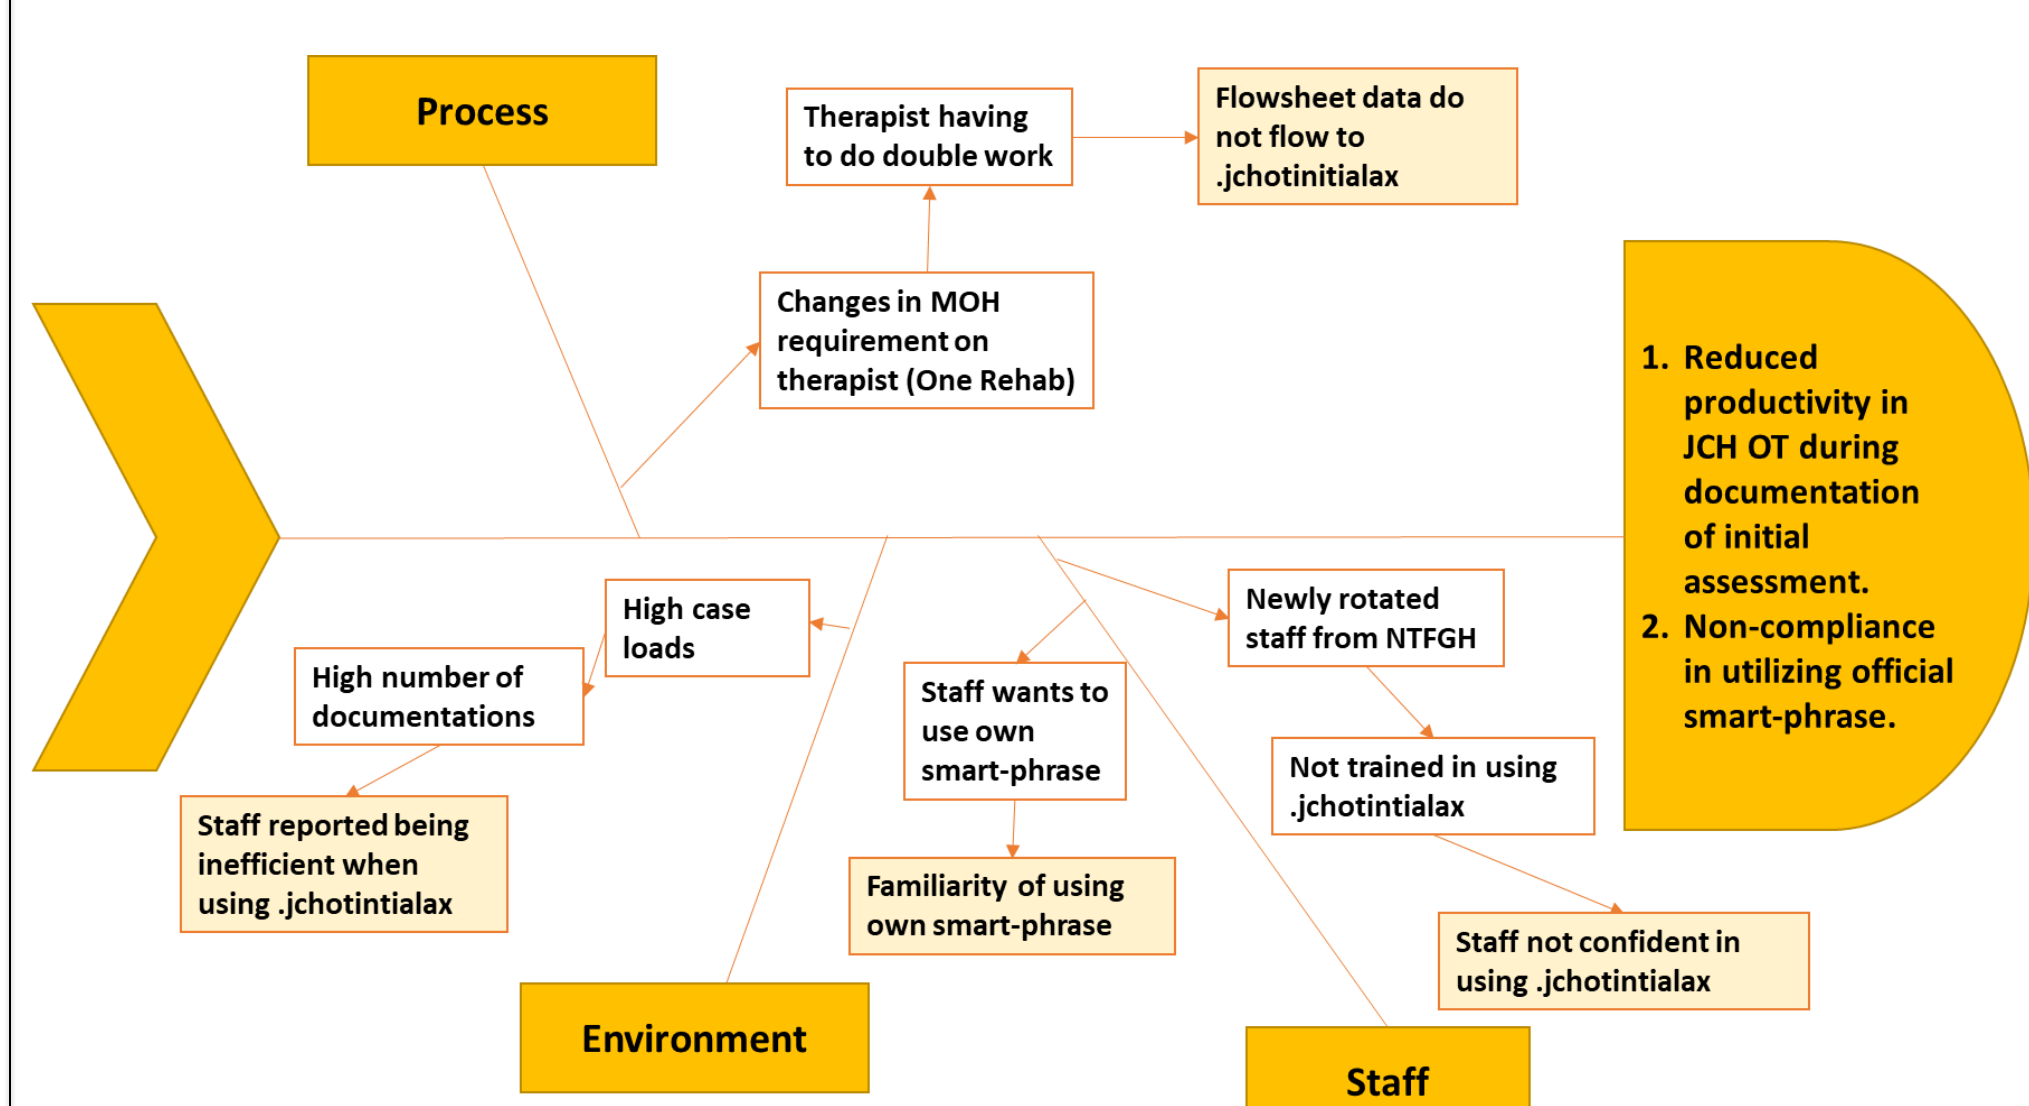 Process
Therapist having
to do double work
Flowsheet data do
not flow to
.jchotinitialax
Changes in MOH
requirement on
therapist (One Rehab)
1. Reduced
productivity in
JCH OT during
documentation
of initial
assessment.
2. Non-compliance
in utilizing official
smart-phrase.
High case
loads
High number of
documentations
Staff reported being
inefficient when
using .jchotintialax
Environment
Staff wants to
use own
smart-phrase
Familiarity of using
own smart-phrase
Newly rotated
staff from NTFGH
Not trained in using
.jchotintialax
Staff not confident in
using .jchotintialax
Staff